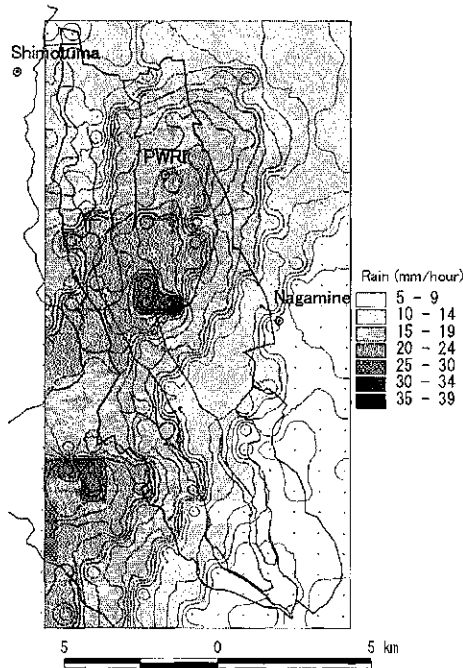 Shimotuma
PWRI
Nagamine
Rain (mm/hour)
5 - 9
10 - 14
15 - 19
20 - 24
25 - 30
30 - 34
35 - 39
5 0 5 km